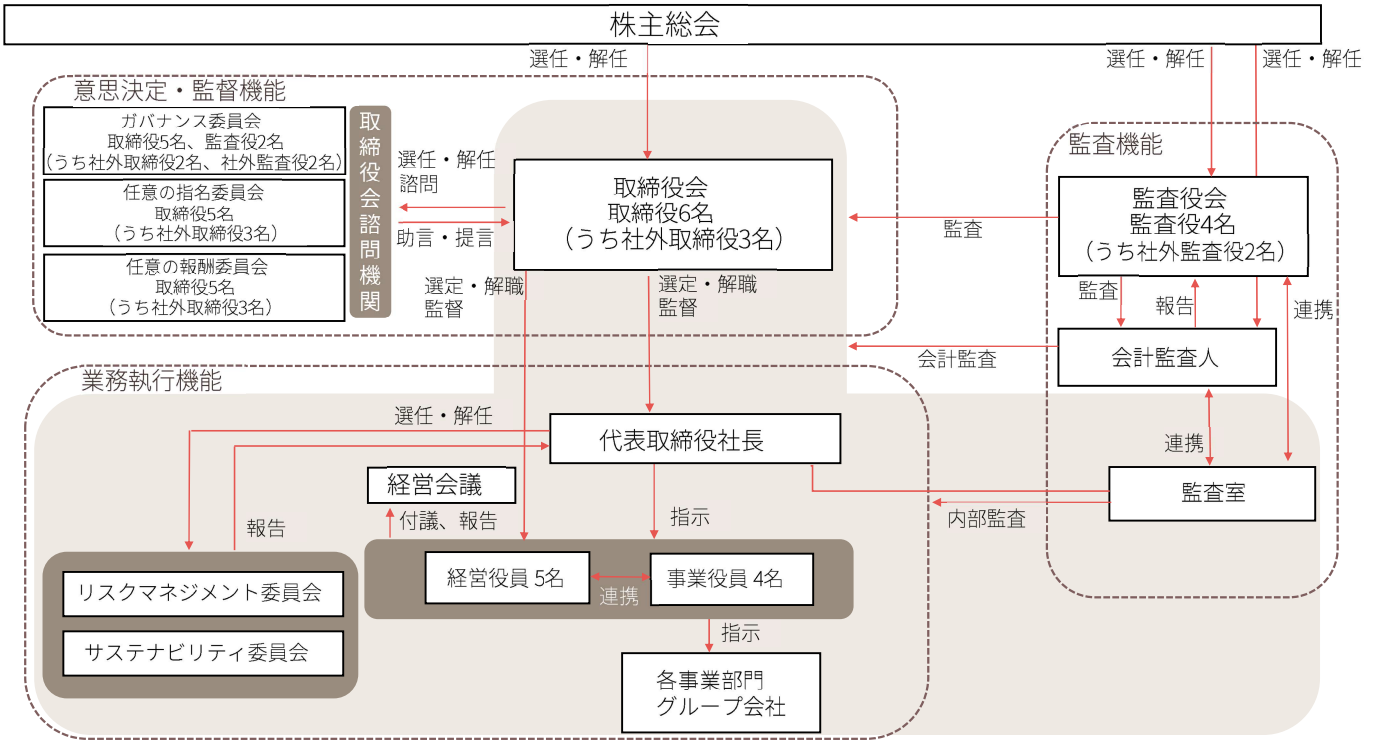 株主総会
選任・解任
選任・解任
選任・解任
意思決定・監督機能
ガバナンス委員会
取締役5名、監査役2名
(うち社外取締役2名、社外監査役2名)
任意の指名委員会
取締役5名
(うち社外取締役3名)
任意の報酬委員会
取締役5名
(うち社外取締役3名)
取締役会諮問機関
選任・解任
諮問
助言・提言
取締役会
取締役6名
(うち社外取締役3名)
選定・解職
監督
選定・解職
監督
監査
監査機能
監査役会
監査役4名
(うち社外監査役2名)
監査
報告
連携
会計監査
会計監査人
連携
監査室
内部監査
業務執行機能
選任・解任
代表取締役社長
経営会議
付議、報告
指示
報告
リスクマネジメント委員会
サステナビリティ委員会
経営役員 5名
連携
事業役員 4名
指示
各事業部門
グループ会社